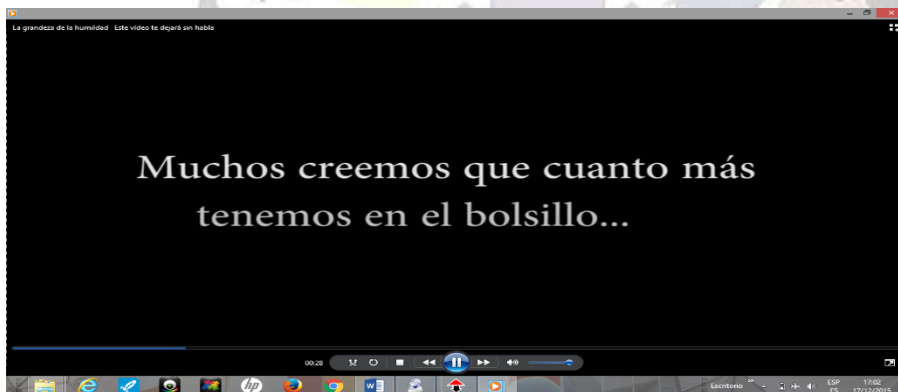 La grandeza de la humildad Este video te dejará sin habla
Muchos creemos que cuanto más
tenemos en el bolsillo...
00:28
hp
Escritorio
ESP
17:02
ES
17/12/2015